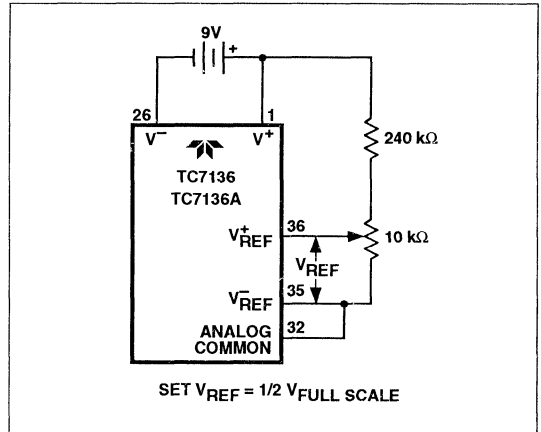 9V
+
26
1
V−
V+
TC7136
TC7136A
240 kΩ
V+REF
36
10 kΩ
VREF
V−REF
35
ANALOG
COMMON
32
SET VREF = 1/2 VFULL SCALE